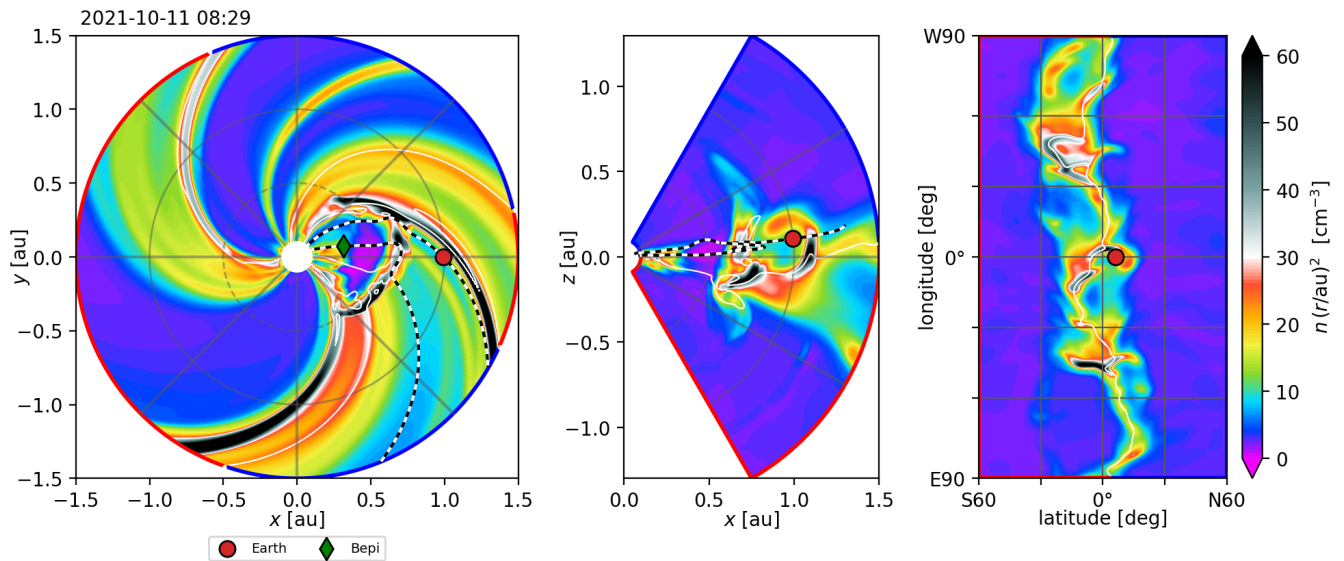 2021-10-11 08:29
1.5
1.0
0.5
0.0
−0.5
−1.0
−1.5
y [au]
−1.5 −1.0 −0.5 0.0 0.5 1.0 1.5
x [au]
Earth Bepi
1.0
0.5
0.0
−0.5
−1.0
z [au]
0.0 0.5 1.0 1.5
x [au]
W90
0°
E90
longitude [deg]
S60 0° N60
latitude [deg]
60
50
40
30
20
10
0
n (r/au)² [cm⁻³]